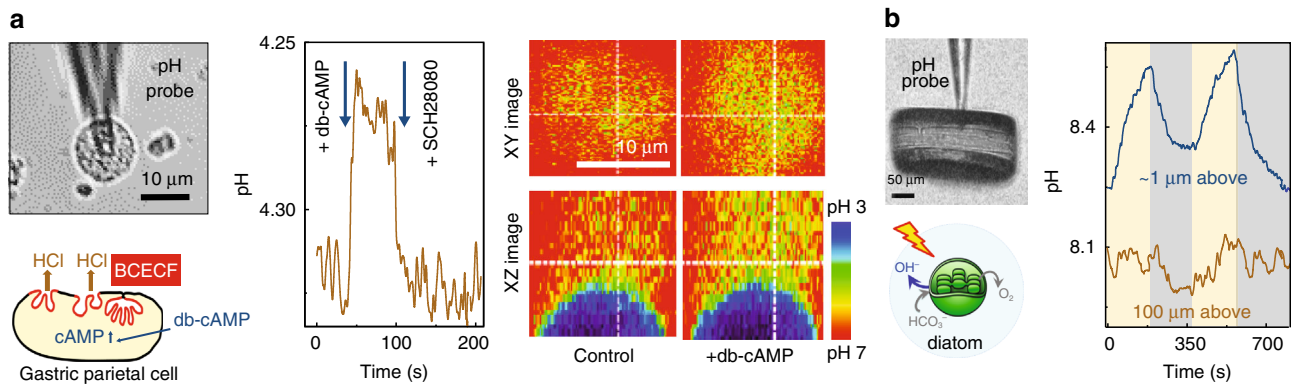 a
pH
probe
10 µm
HCl HCl BCECF
cAMP
db-cAMP
Gastric parietal cell
4.25
4.30
pH
+ db-cAMP
+ SCH28080
0 100 200
Time (s)
XY image
10 µm
XZ image
pH 3
pH 7
Control +db-cAMP
b
pH
probe
50 µm
OH⁻
O₂
HCO₃⁻
diatom
8.4
8.1
pH
~1 µm above
100 µm above
0 350 700
Time (s)